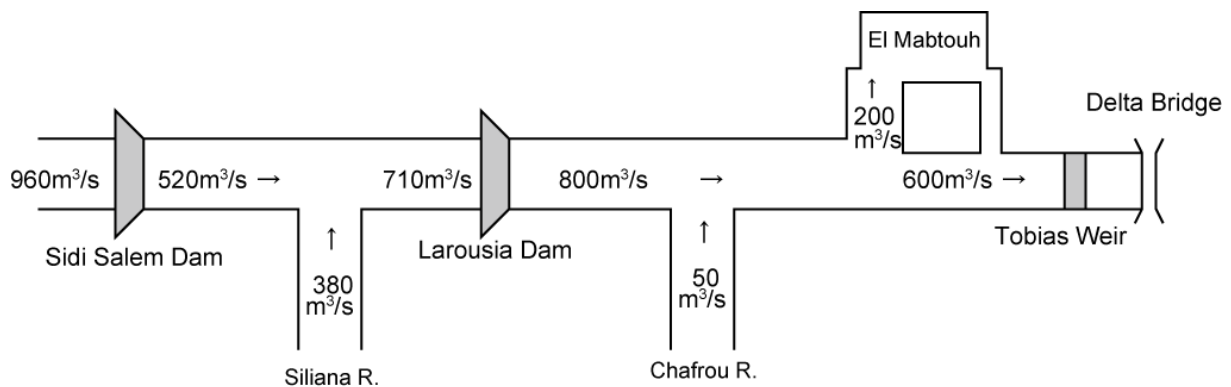 El Mabtouh
Delta Bridge
↑
200
m³/s
960m³/s
520m³/s →
710m³/s
800m³/s →
600m³/s →
Sidi Salem Dam
↑
380
m³/s
Larousia Dam
↑
50
m³/s
Tobias Weir
Siliana R.
Chafrou R.